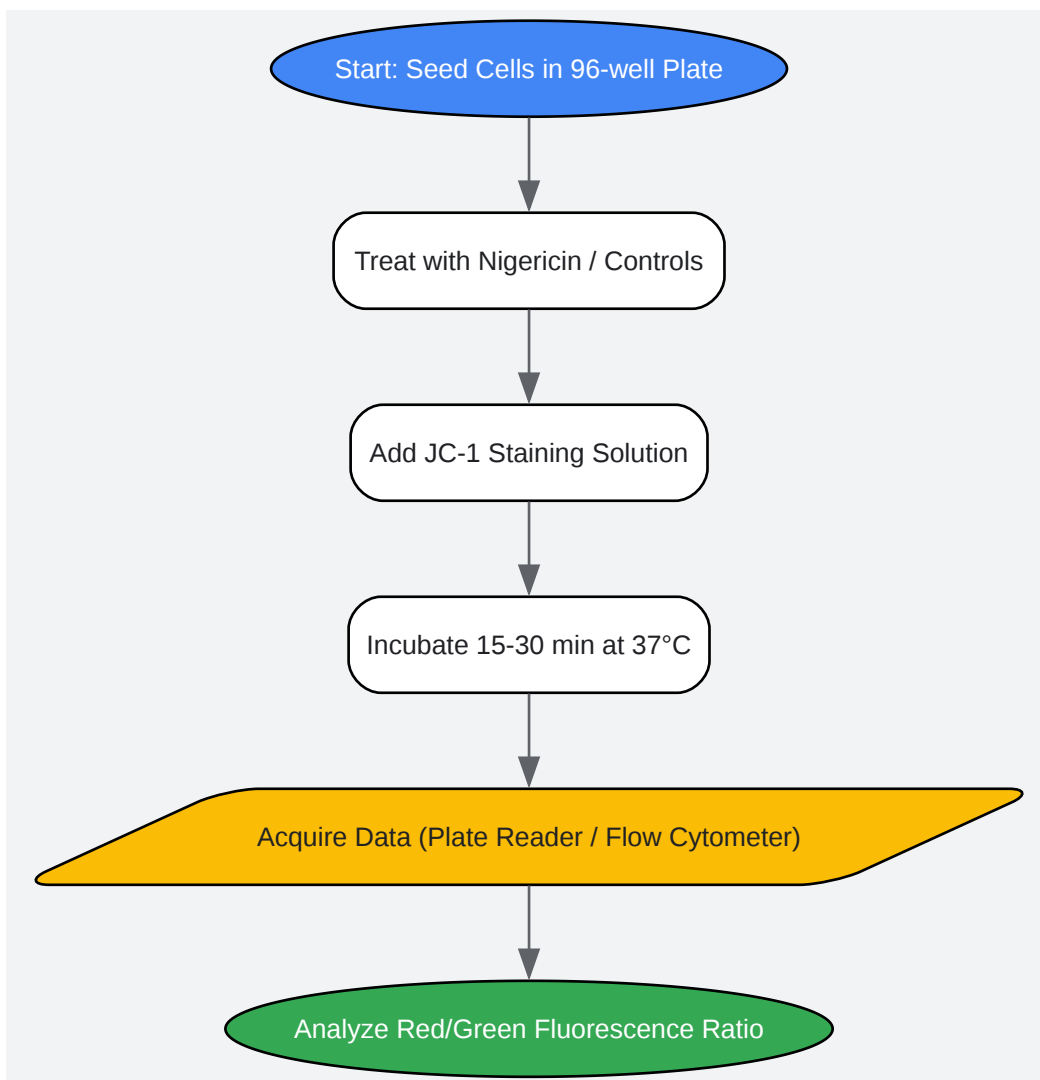 Start: Seed Cells in 96-well Plate
Treat with Nigericin / Controls
Add JC-1 Staining Solution
Incubate 15-30 min at 37°C
Acquire Data (Plate Reader / Flow Cytometer)
Analyze Red/Green Fluorescence Ratio